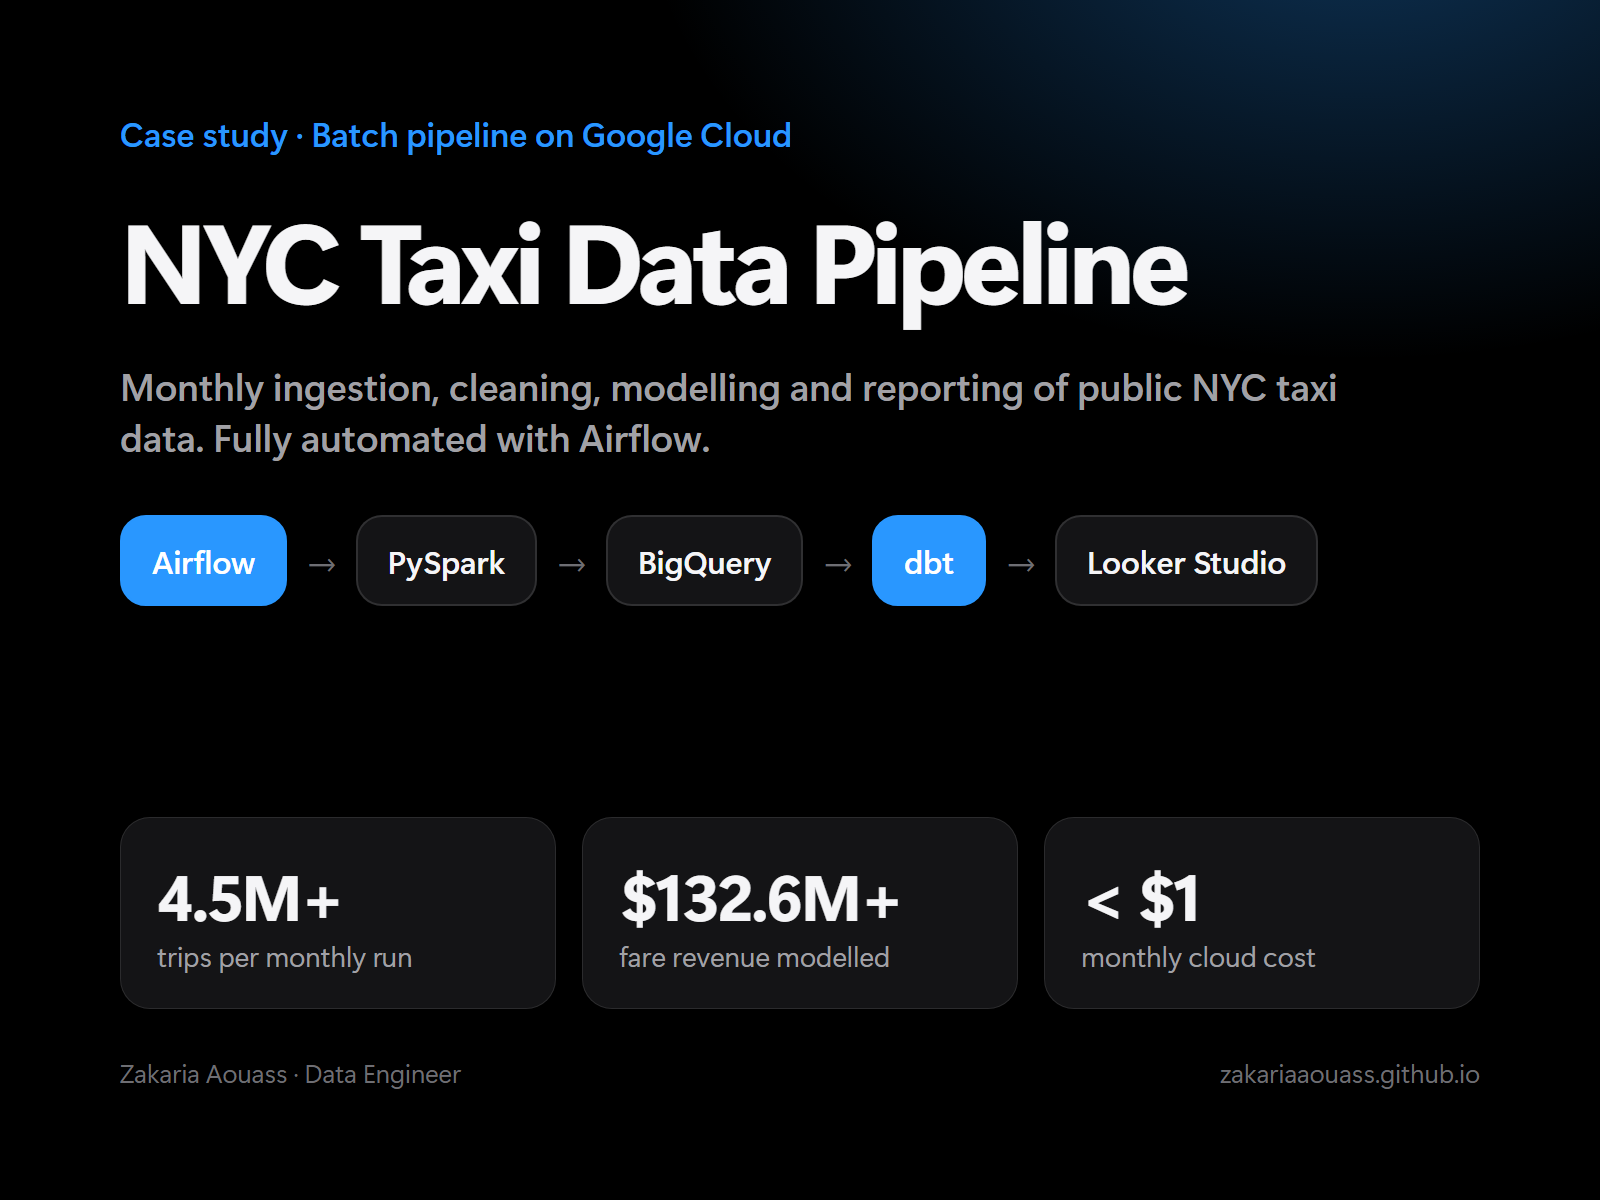 Case study · Batch pipeline on Google Cloud
NYC Taxi Data Pipeline
Monthly ingestion, cleaning, modelling and reporting of public NYC taxi
data. Fully automated with Airflow.
Airflow → PySpark → BigQuery → dbt → Looker Studio
4.5M+
trips per monthly run
$132.6M+
fare revenue modelled
< $1
monthly cloud cost
Zakaria Aouass · Data Engineer
zakariaaouass.github.io